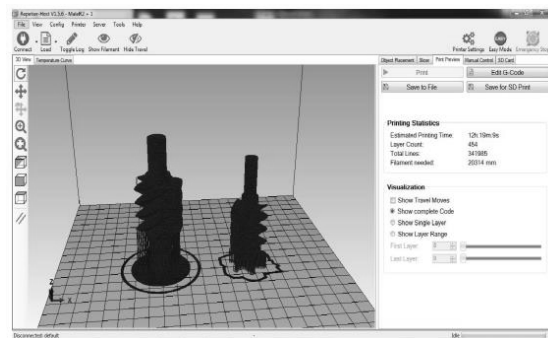 Repetier-Host V1.5.6 - MateRZ + 1
File View Config Printer Server Tools Help
Connect Load Toggle Log Show Filament Hide Travel Printer Settings Easy Mode Emergency Stop
3D View Temperature Curve Object Placement Slicer Print Preview Manual Control SD Card
Print Edit G-Code
Save to File Save for SD Print
Printing Statistics
Estimated Printing Time: 12h:19m:9s
Layer Count: 454
Total Lines: 341985
Filament needed: 20314 mm
Visualization
Show Travel Moves
Show complete Code
Show Single Layer
Show Layer Range
First Layer:
Last Layer:
Z
X
Disconnected: default - Idle